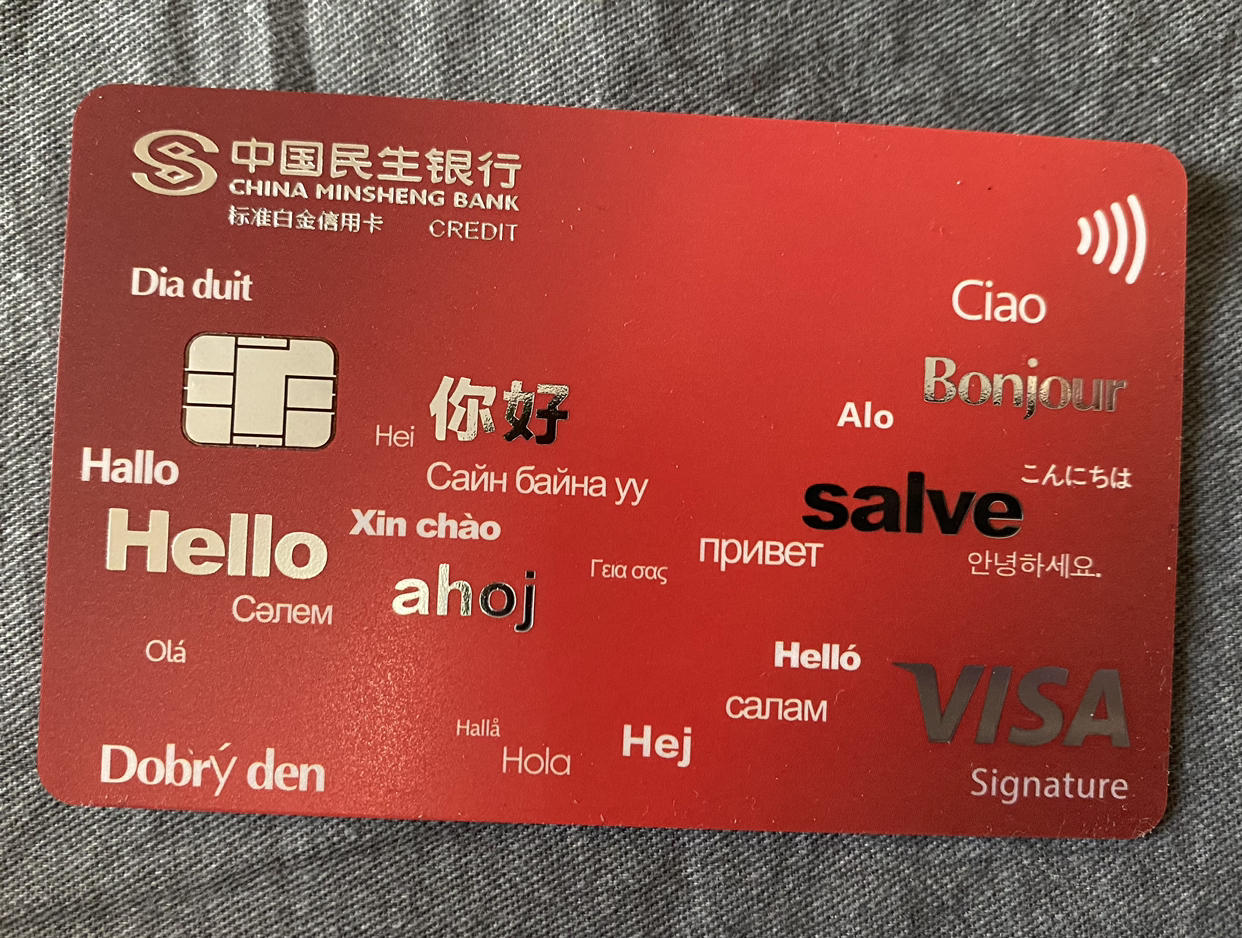 中国民生银行
CHINA MINSHENG BANK
标准白金信用卡 CREDIT
Dia duit
Ciao
Bonjour
你好
Alo
Hei
Hallo
Сайн байна уу
こんにちは
salve
Hello
Xin chào
привет
안녕하세요.
Γεια σας
ahoj
Сәлем
Olá
Helló
VISA
салам
Hallå
Hej
Hola
Dobrý den
Signature